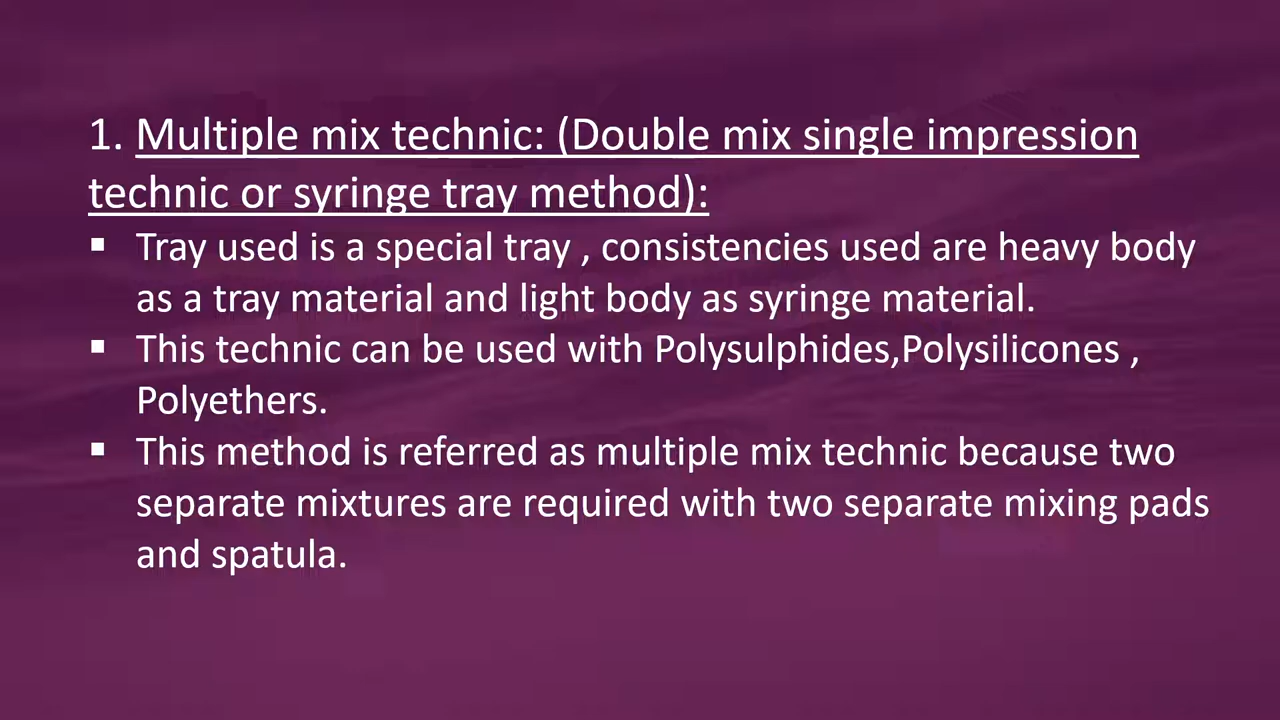 1. Multiple mix technic: (Double mix single impression
technic or syringe tray method):
▪ Tray used is a special tray , consistencies used are heavy body
as a tray material and light body as syringe material.
▪ This technic can be used with Polysulphides,Polysilicones ,
Polyethers.
▪ This method is referred as multiple mix technic because two
separate mixtures are required with two separate mixing pads
and spatula.